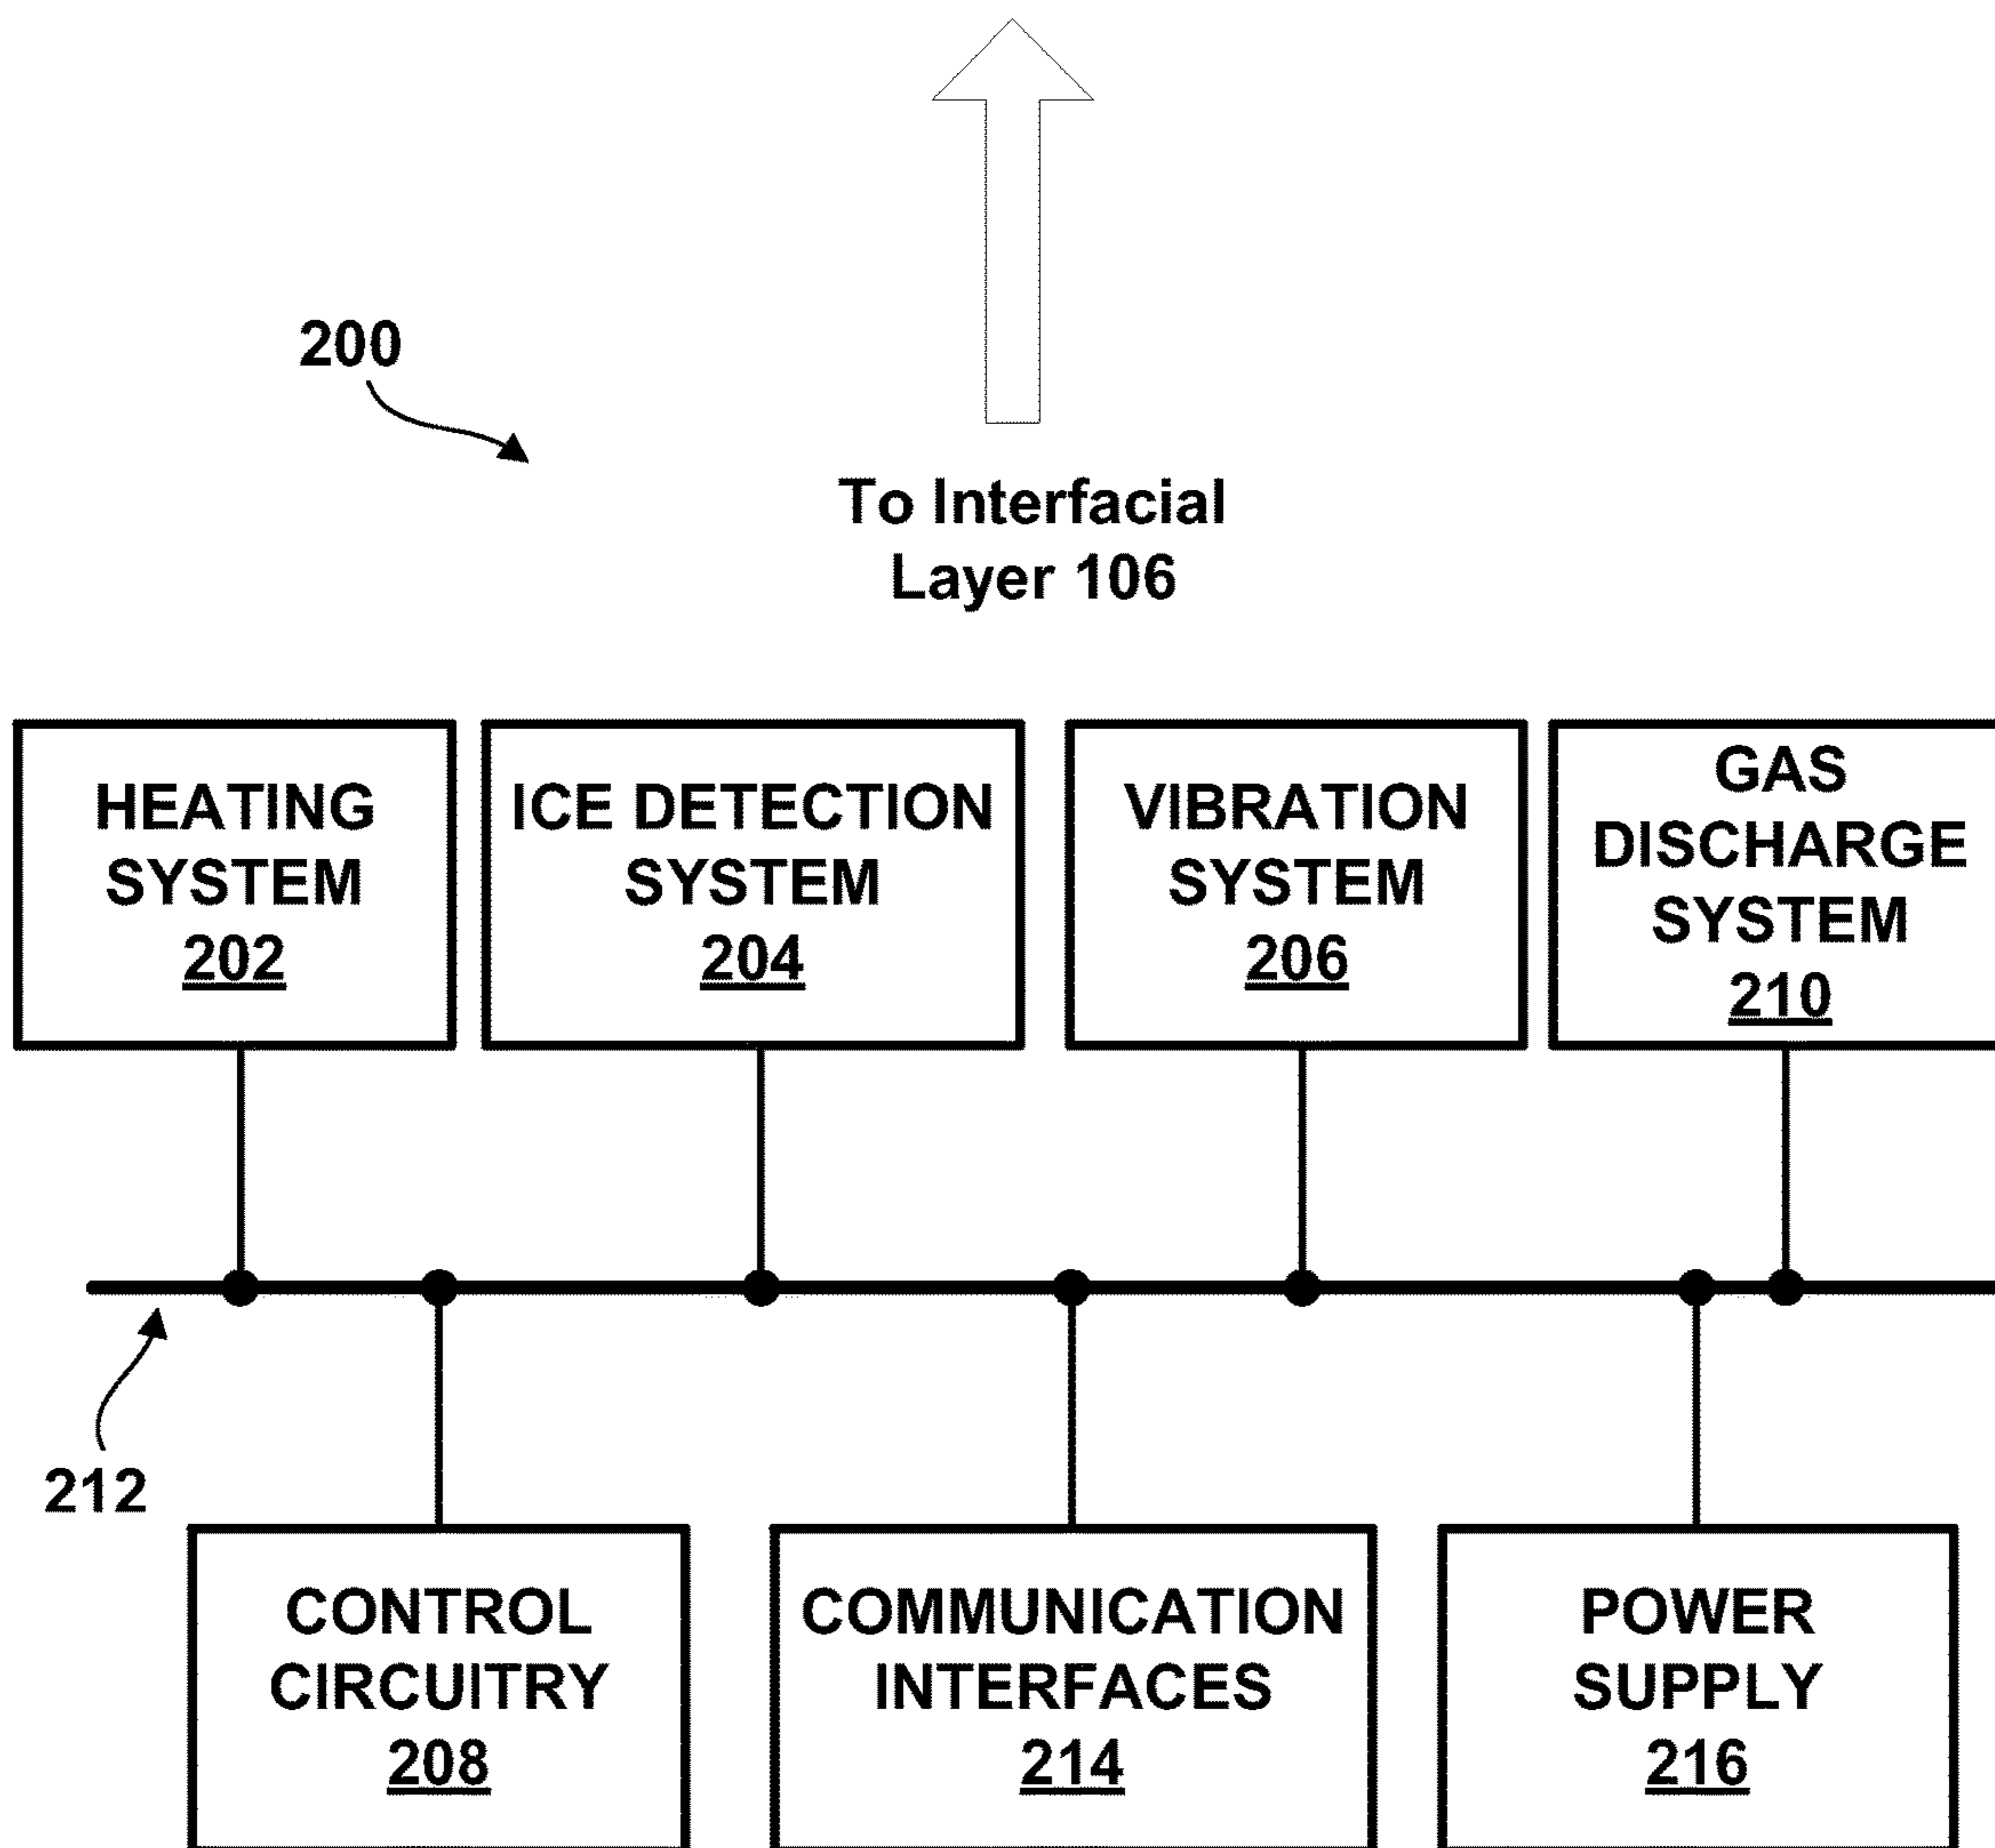 200
To Interfacial
Layer 106
HEATING
SYSTEM
202
ICE DETECTION
SYSTEM
204
VIBRATION
SYSTEM
206
GAS
DISCHARGE
SYSTEM
210
212
CONTROL
CIRCUITRY
208
COMMUNICATION
INTERFACES
214
POWER
SUPPLY
216